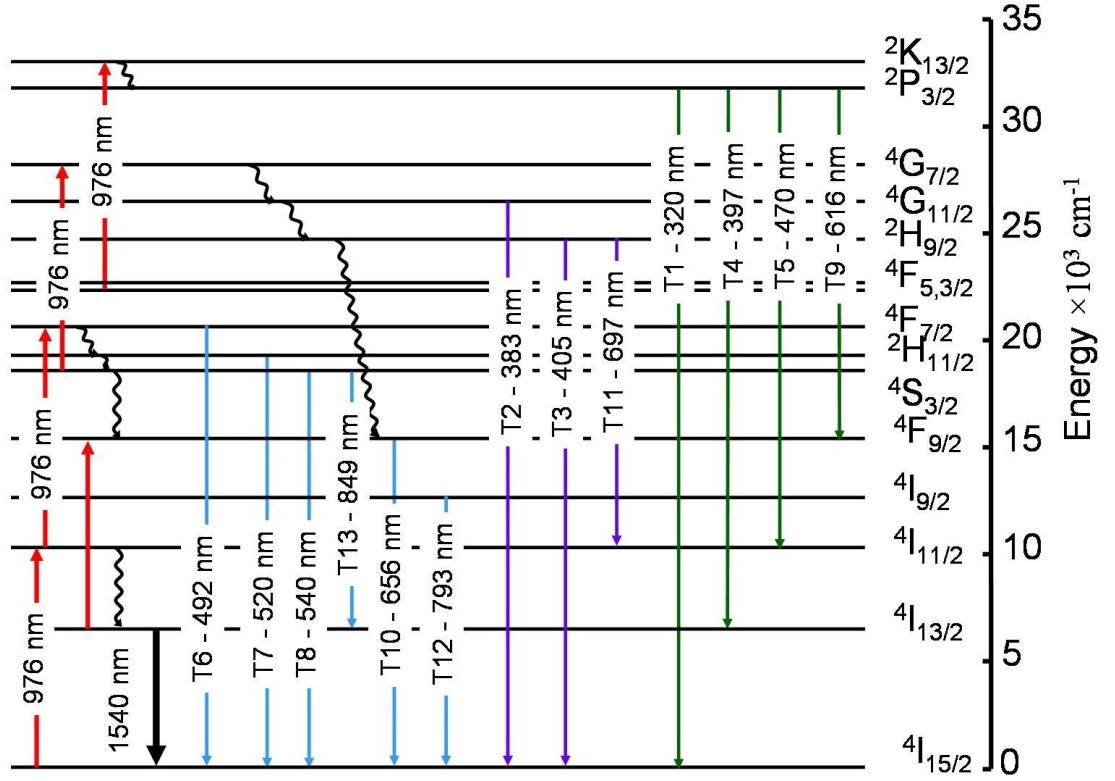 35
²K₁₃/₂
²P₃/₂
30
⁴G₇/₂
⁴G₁₁/₂
25
²H₉/₂
⁴F₅,₃/₂
⁴F₇/₂
20
²H₁₁/₂
⁴S₃/₂
⁴F₉/₂
15
⁴I₉/₂
⁴I₁₁/₂
10
⁴I₁₃/₂
5
⁴I₁₅/₂
0
Energy ×10³ cm⁻¹
976 nm
976 nm
976 nm
976 nm
1540 nm
T6 - 492 nm
T7 - 520 nm
T8 - 540 nm
T13 - 849 nm
T10 - 656 nm
T12 - 793 nm
T2 - 383 nm
T3 - 405 nm
T11 - 697 nm
T1 - 320 nm
T4 - 397 nm
T5 - 470 nm
T9 - 616 nm